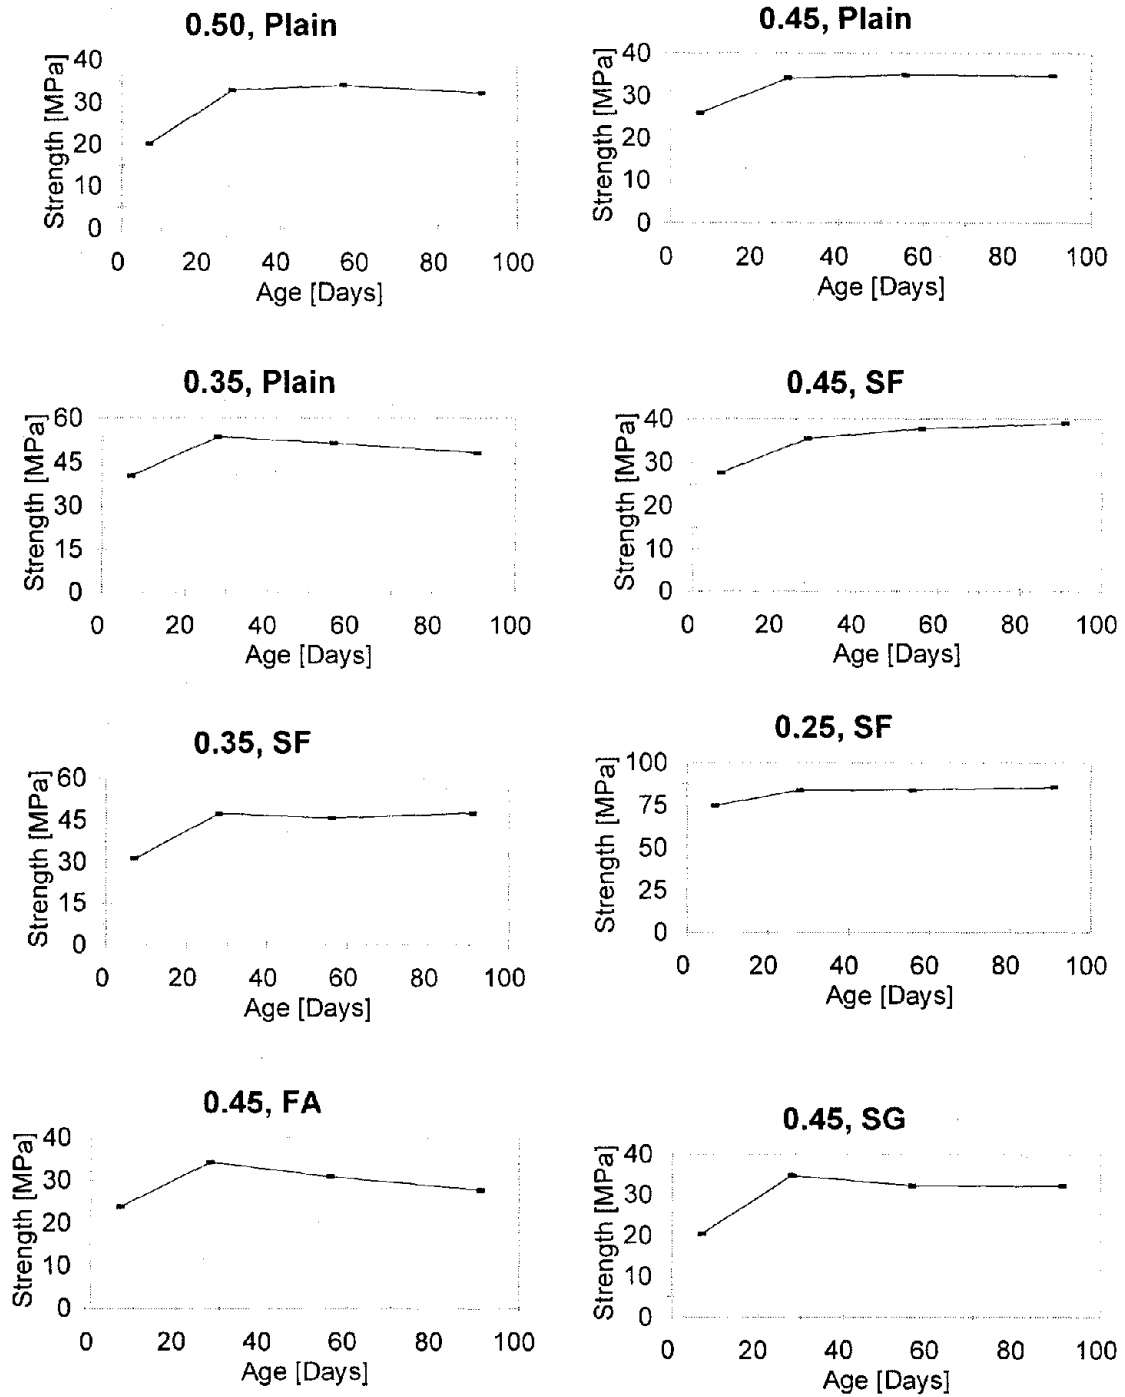 0.50, Plain
Strength [MPa]
40
30
20
10
0
0 20 40 60 80 100
Age [Days]
0.45, Plain
Strength [MPa]
40
30
20
10
0
0 20 40 60 80 100
Age [Days]
0.35, Plain
Strength [MPa]
60
45
30
15
0
0 20 40 60 80 100
Age [Days]
0.45, SF
Strength [MPa]
40
30
20
10
0
0 20 40 60 80 100
Age [Days]
0.35, SF
Strength [MPa]
60
45
30
15
0
0 20 40 60 80 100
Age [Days]
0.25, SF
Strength [MPa]
100
75
50
25
0
0 20 40 60 80 100
Age [Days]
0.45, FA
Strength [MPa]
40
30
20
10
0
0 20 40 60 80 100
Age [Days]
0.45, SG
Strength [MPa]
40
30
20
10
0
0 20 40 60 80 100
Age [Days]